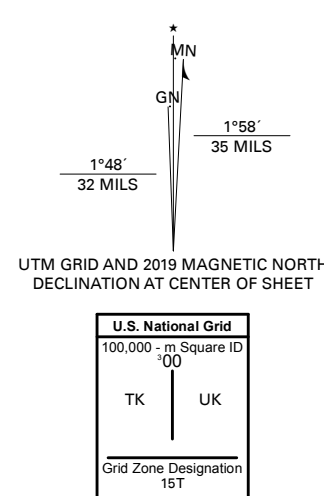 ★
MN
GN
1°58´
35 MILS
1°48´
32 MILS
UTM GRID AND 2019 MAGNETIC NORTH
DECLINATION AT CENTER OF SHEET
U.S. National Grid
100,000 - m Square ID
³00
TK UK
Grid Zone Designation
15T